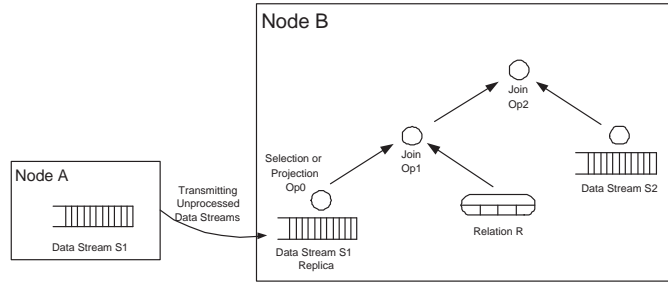 Node B
Join
Op2
Selection or
Projection
Op0
Join
Op1
Node A
Transmitting
Unprocessed
Data Streams
Data Stream S2
Data Stream S1
Data Stream S1
Replica
Relation R